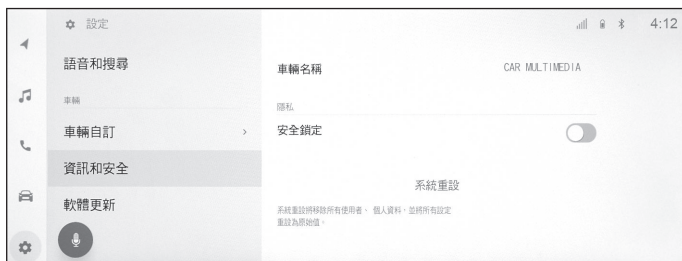 設定
4:12
語音和搜尋
車輛
車輛自訂
資訊和安全
軟體更新
車輛名稱
CAR MULTIMEDIA
隱私
安全鎖定
系統重設
系統重設將移除所有使用者、個人資料，並將所有設定
重設為原始值。